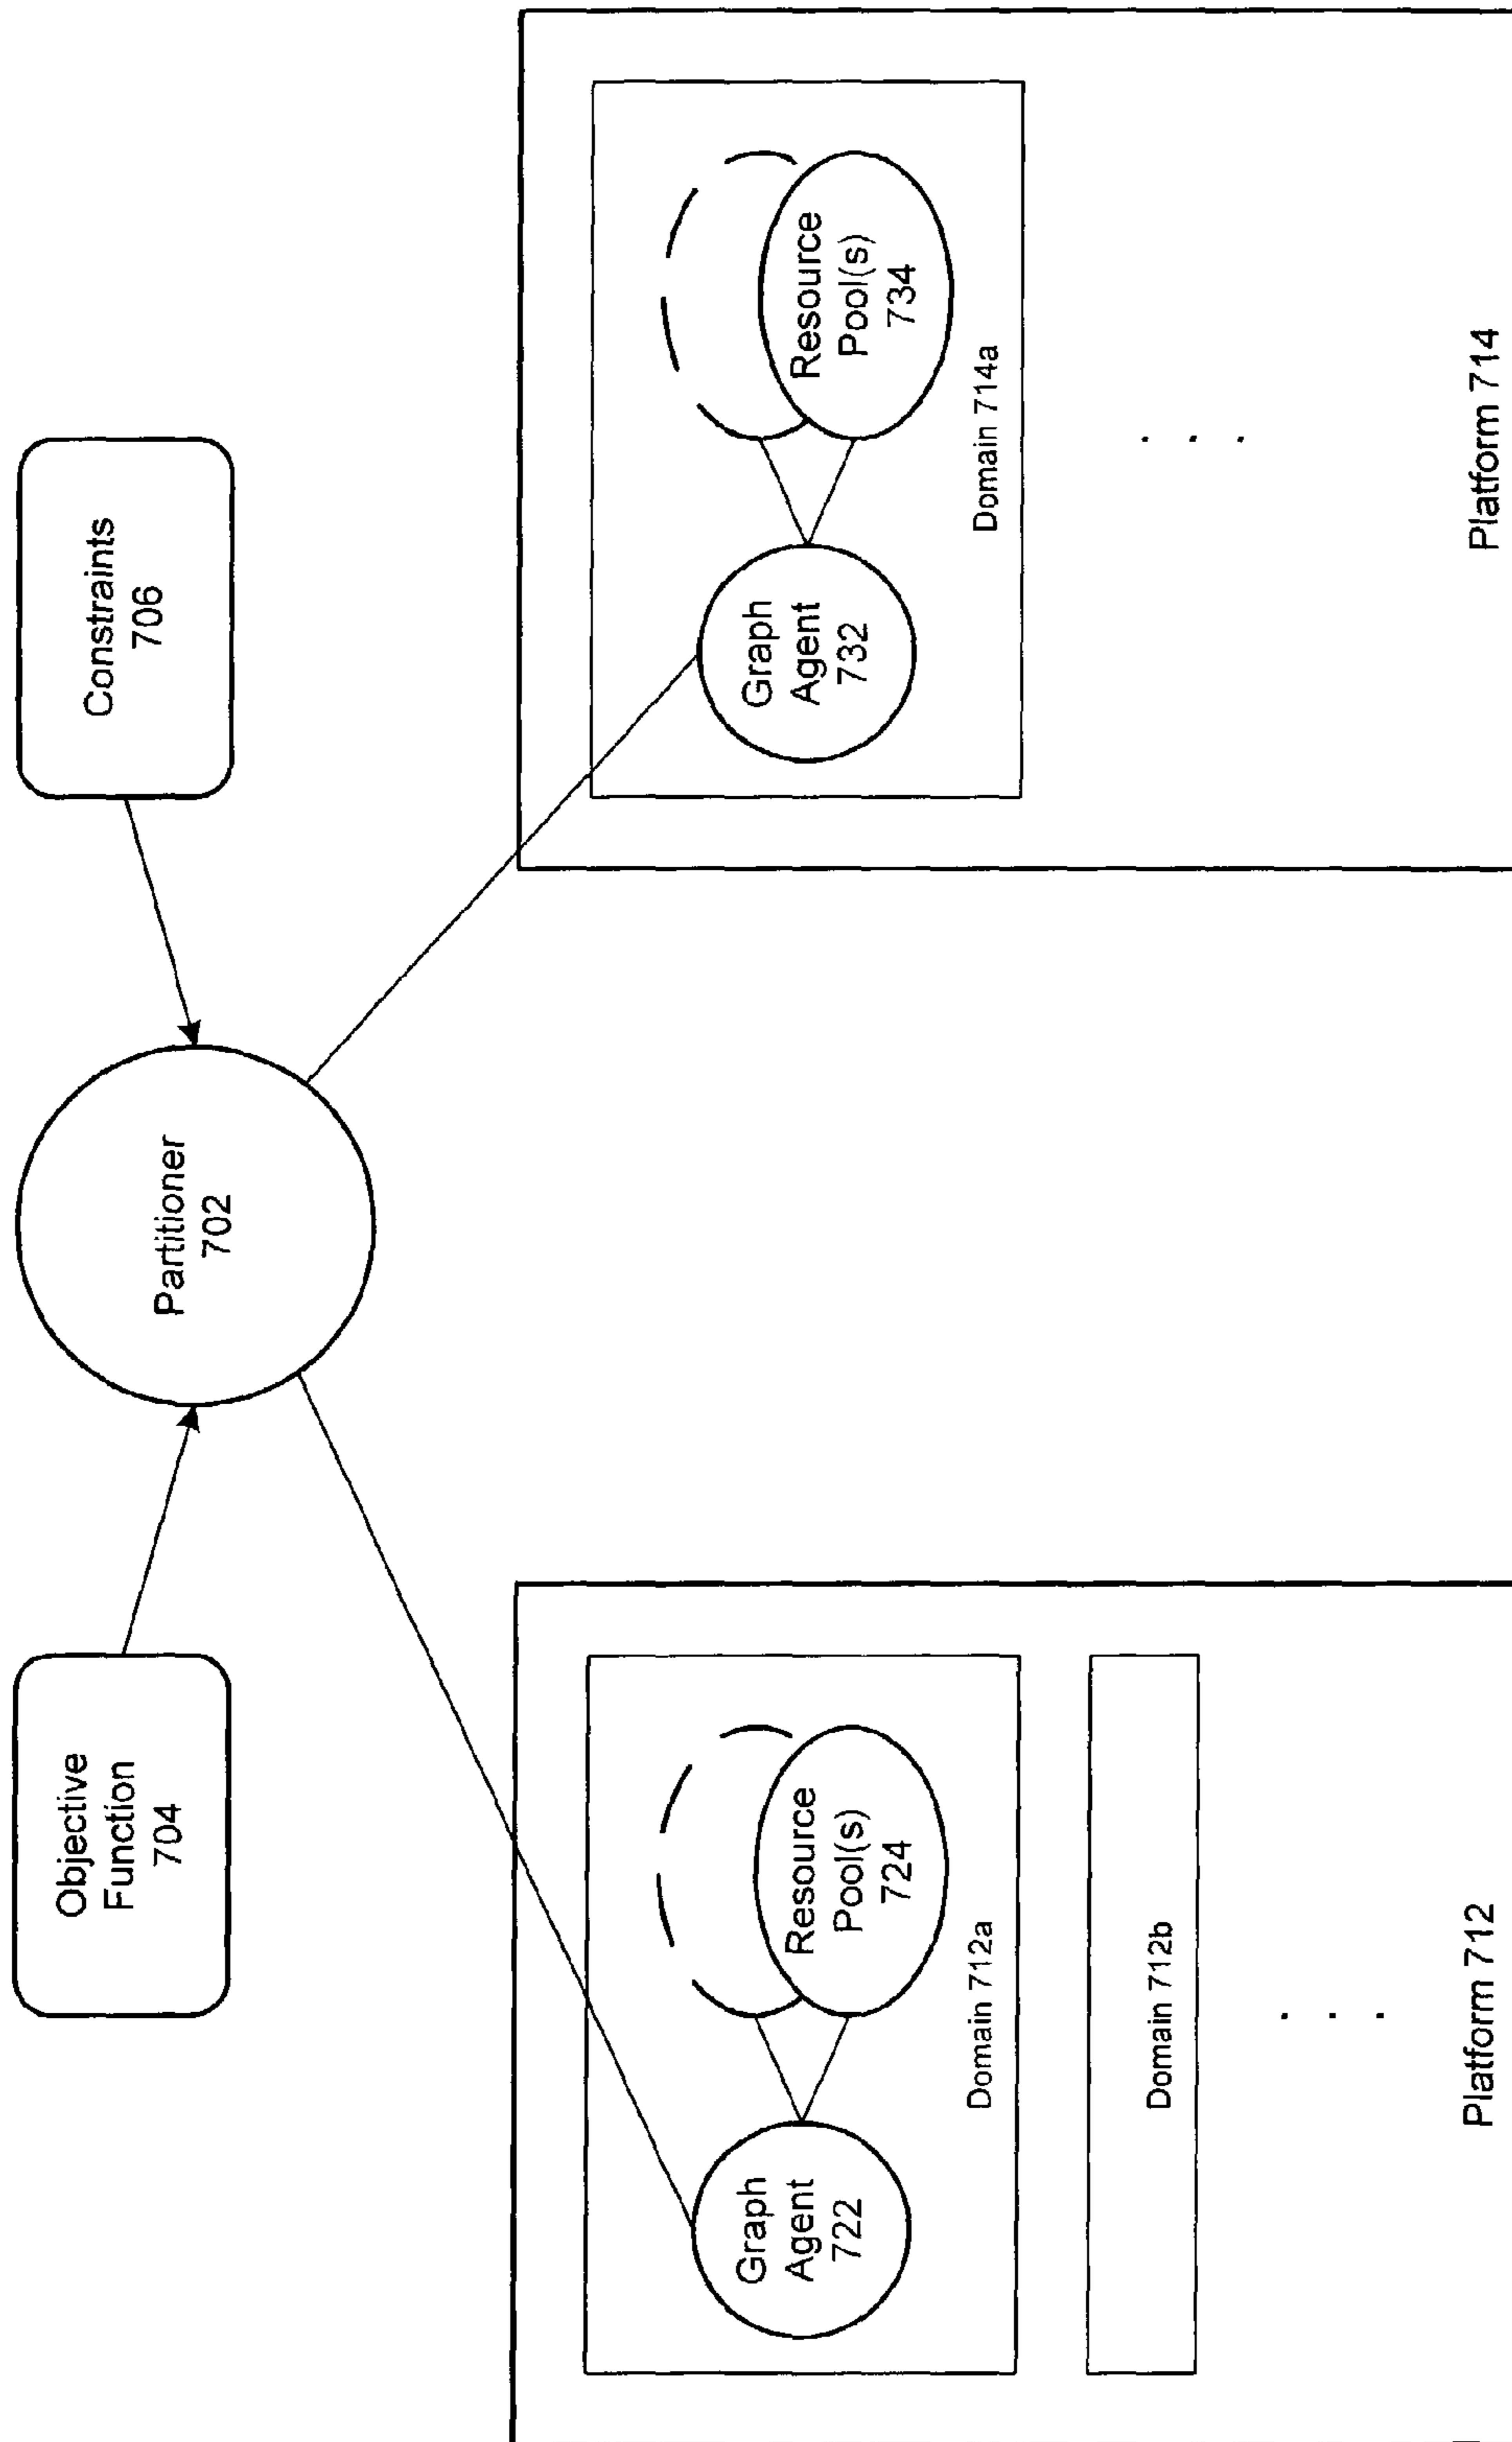 Objective
Function
704
Partitioner
702
Constraints
706
Graph
Agent
722
Resource
Pool(s)
724
Domain 712a
Domain 712b
. . .
Platform 712
Graph
Agent
732
Resource
Pool(s)
734
Domain 714a
. . .
Platform 714